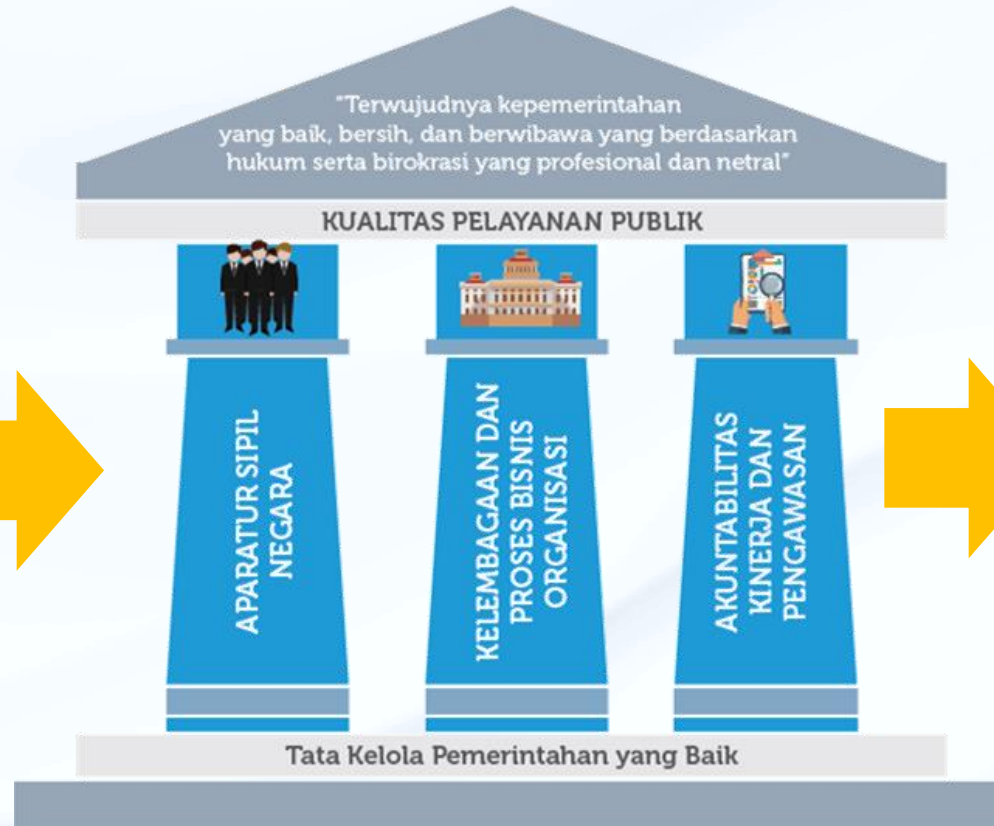 "Terwujudnya kepemerintahan
yang baik, bersih, dan berwibawa yang berdasarkan
hukum serta birokrasi yang profesional dan netral"
KUALITAS PELAYANAN PUBLIK
APARATUR SIPIL
NEGARA
KELEMBAGAAN DAN
PROSES BISNIS
ORGANISASI
AKUNTABILITAS
KINERJA DAN
PENGAWASAN
Tata Kelola Pemerintahan yang Baik